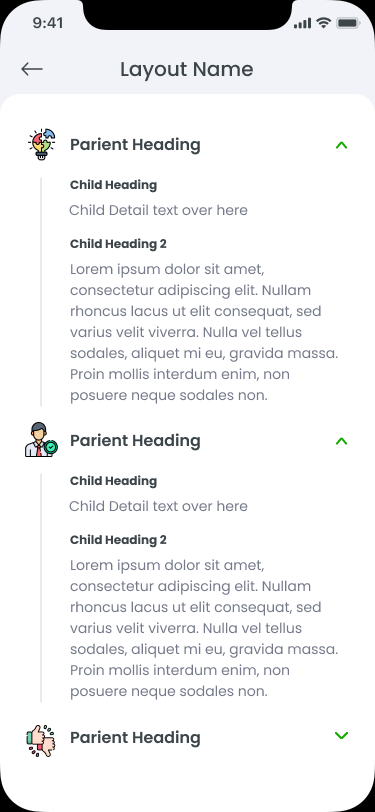 9:41
Layout Name
Parient Heading
Child Heading
Child Detail text over here
Child Heading 2
Lorem ipsum dolor sit amet,
consectetur adipiscing elit. Nullam
rhoncus lacus ut elit consequat, sed
varius velit viverra. Nulla vel tellus
sodales, aliquet mi eu, gravida massa.
Proin mollis interdum enim, non
posuere neque sodales non.
Parient Heading
Child Heading
Child Detail text over here
Child Heading 2
Lorem ipsum dolor sit amet,
consectetur adipiscing elit. Nullam
rhoncus lacus ut elit consequat, sed
varius velit viverra. Nulla vel tellus
sodales, aliquet mi eu, gravida massa.
Proin mollis interdum enim, non
posuere neque sodales non.
Parient Heading